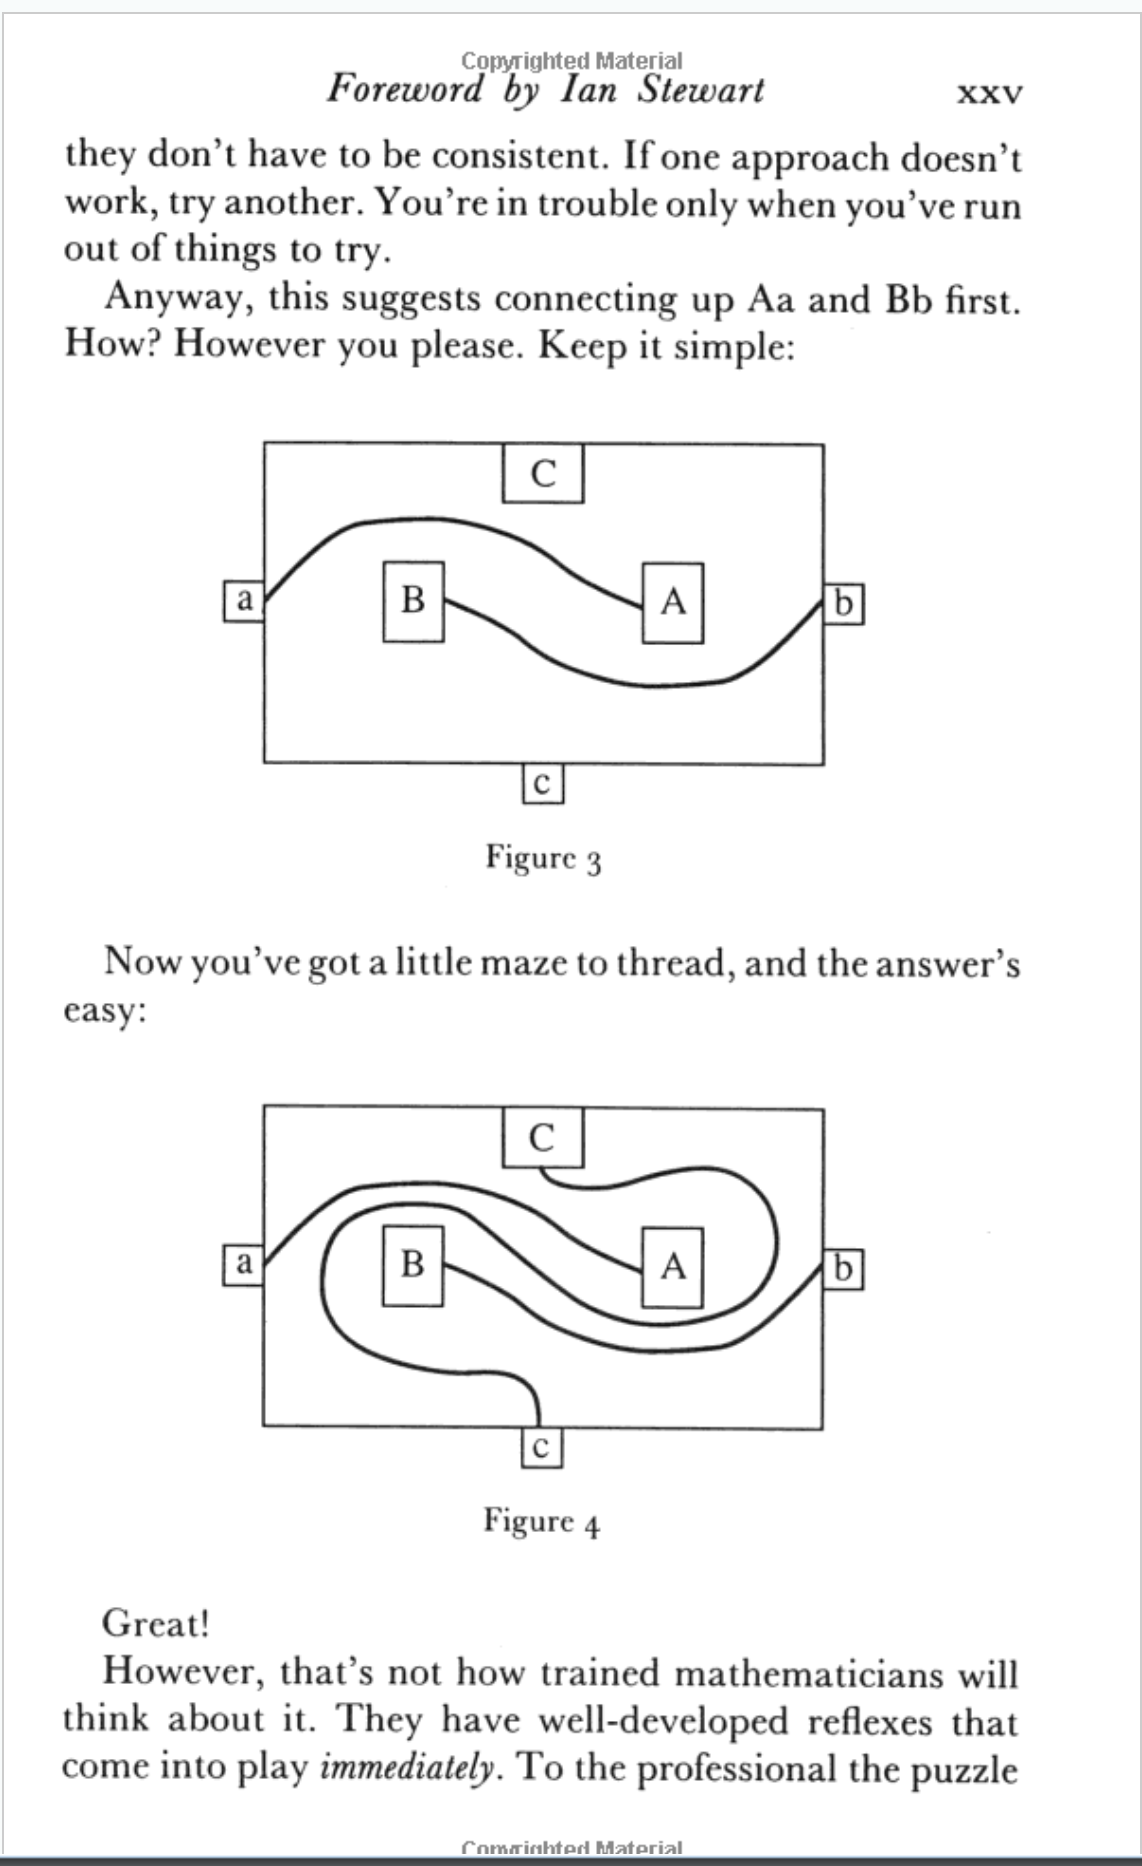 Copyrighted Material
Foreword by Ian Stewart xxv
they don't have to be consistent. If one approach doesn't
work, try another. You're in trouble only when you've run
out of things to try.
Anyway, this suggests connecting up Aa and Bb first.
How? However you please. Keep it simple:
C
a B A b
c
Figure 3
Now you've got a little maze to thread, and the answer's
easy:
C
a B A b
c
Figure 4
Great!
However, that's not how trained mathematicians will
think about it. They have well-developed reflexes that
come into play immediately. To the professional the puzzle
Copyrighted Material